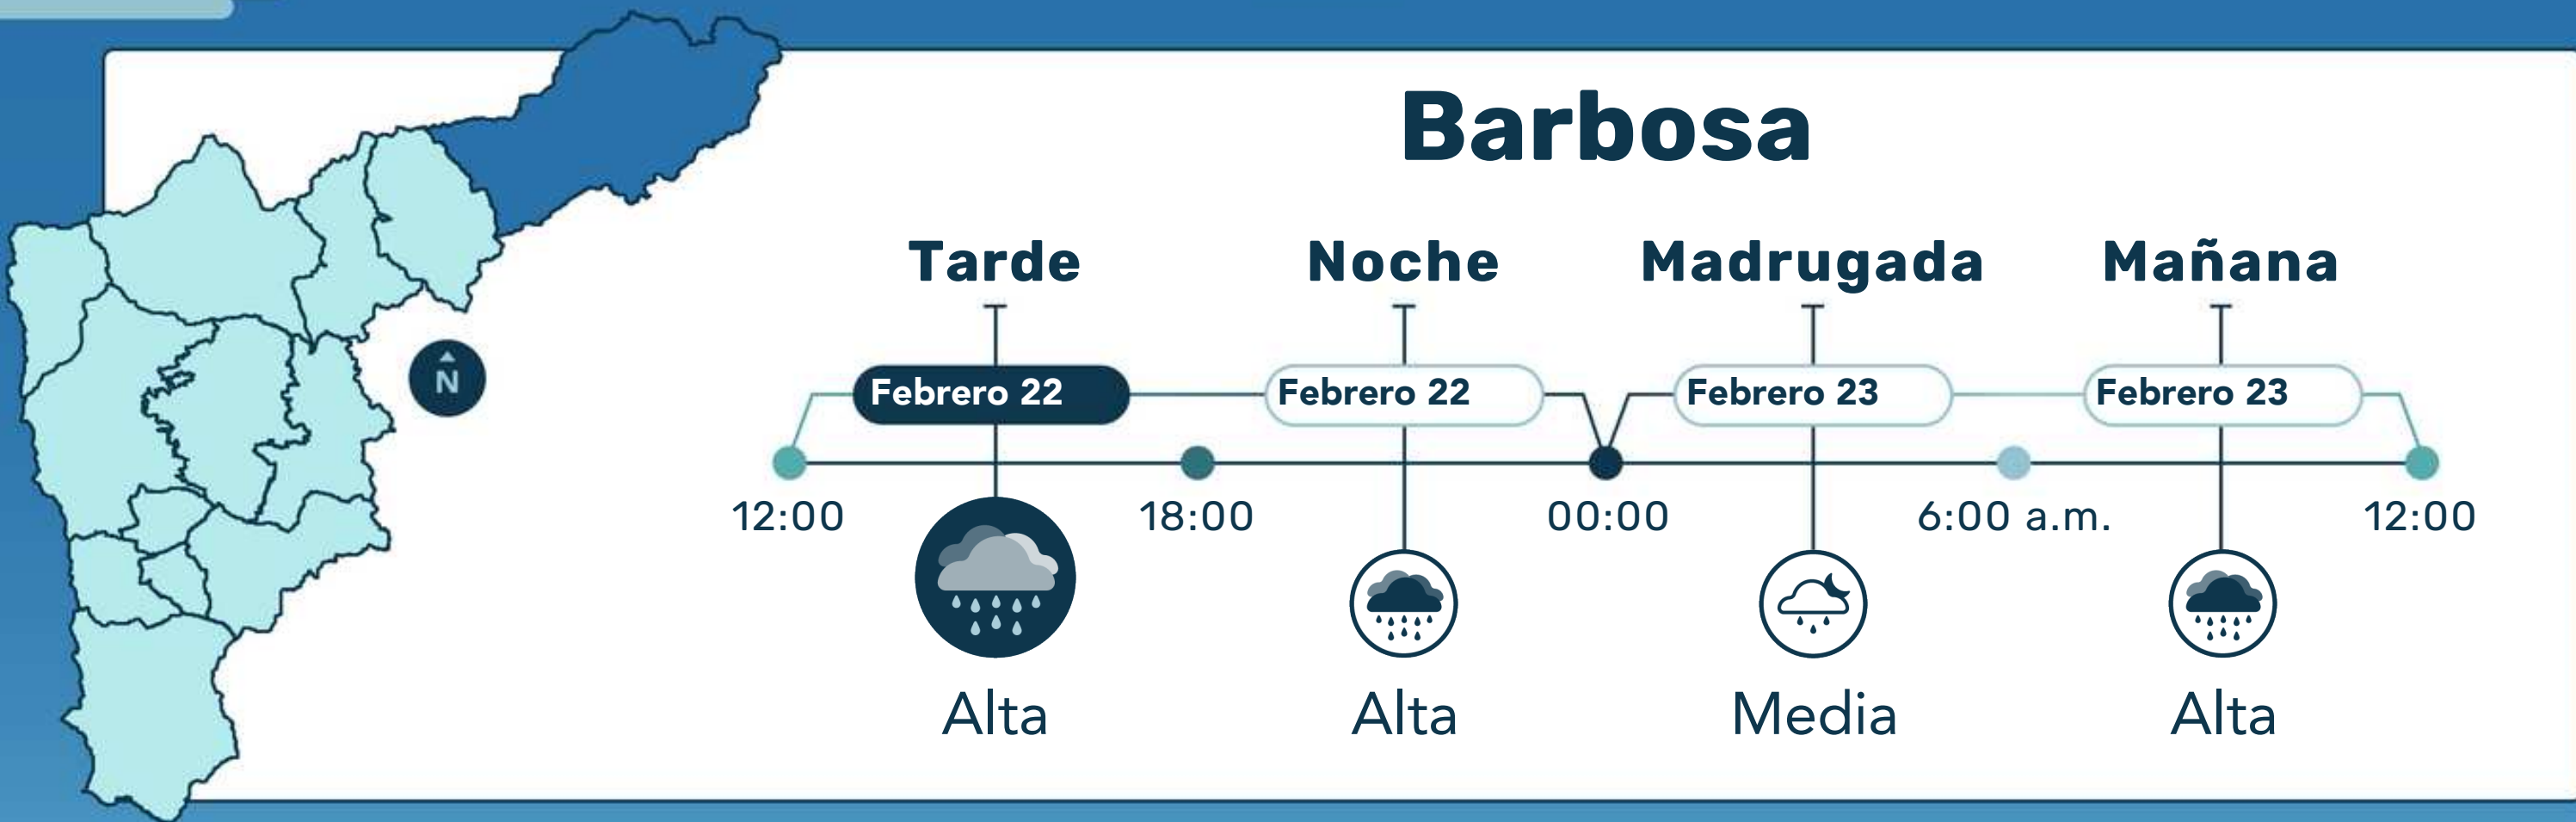 Barbosa
Tarde Noche Madrugada Mañana
Febrero 22 Febrero 22 Febrero 23 Febrero 23
N
12:00 18:00 00:00 6:00 a.m. 12:00
Alta Alta Media Alta